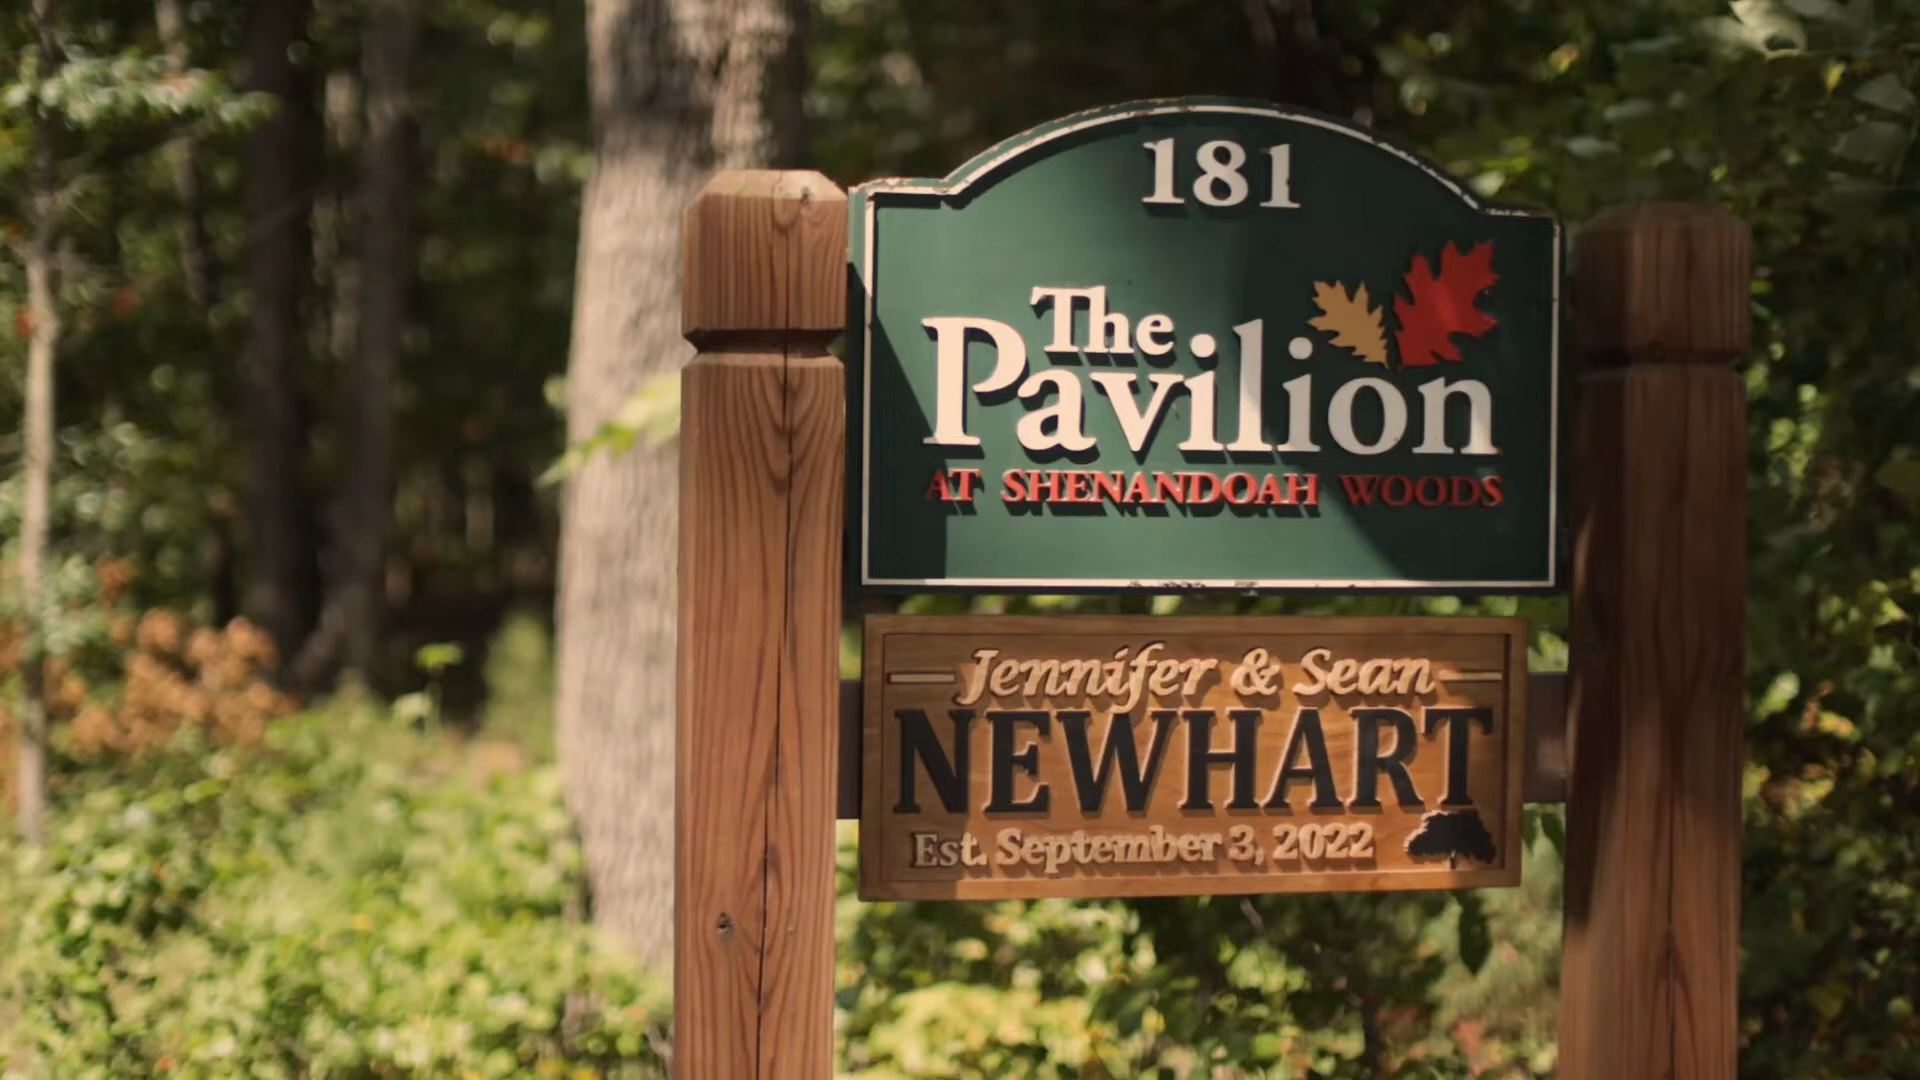 181
The
Pavilion
AT SHENANDOAH WOODS
Jennifer & Sean
NEWHART
Est. September 3, 2022